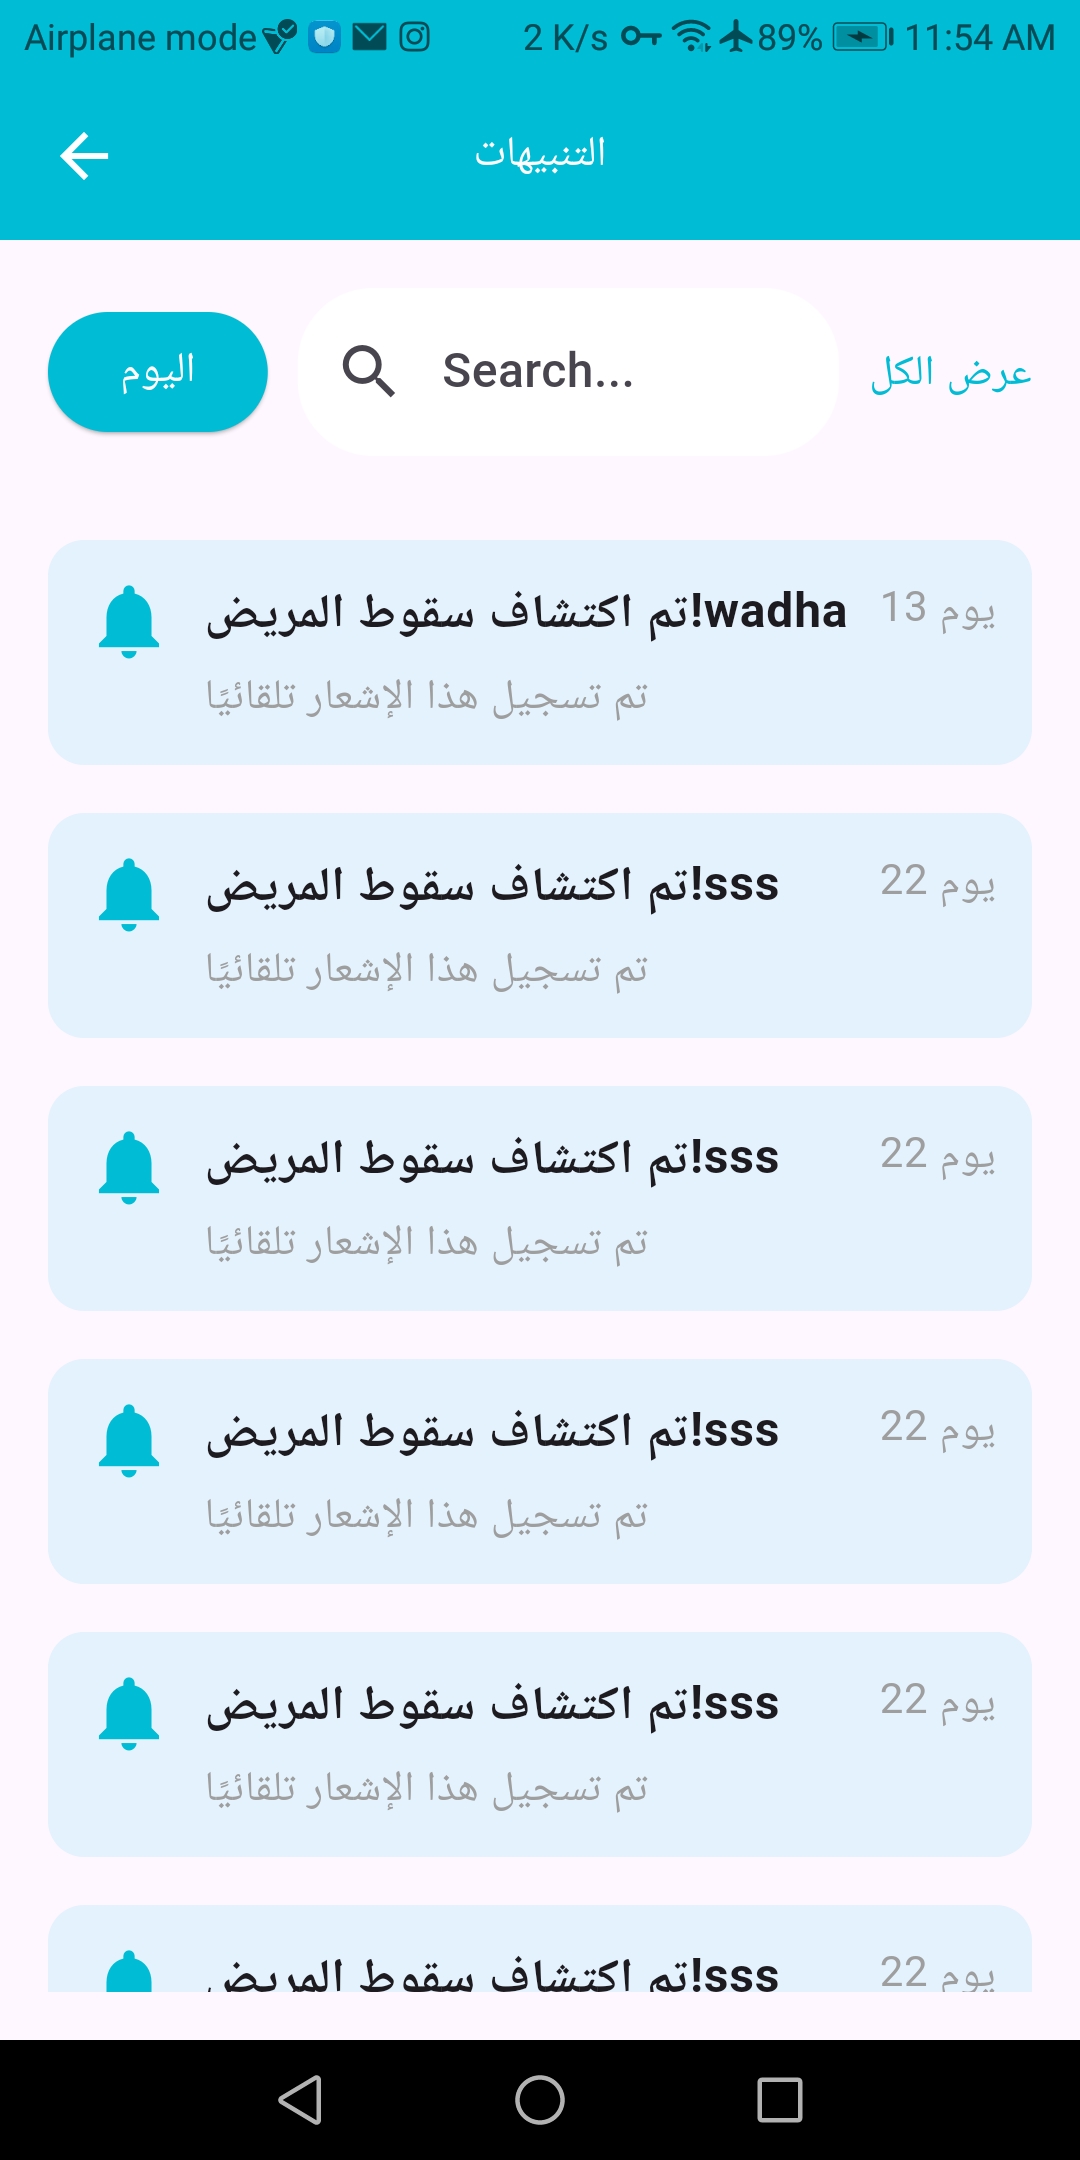 Airplane mode 2 K/s 89% 11:54 AM
التنبيهات
اليوم
Search...
عرض الكل
تم اكتشاف سقوط المريض!wadha
13 يوم
تم تسجيل هذا الإشعار تلقائيًا
تم اكتشاف سقوط المريض!sss
22 يوم
تم تسجيل هذا الإشعار تلقائيًا
تم اكتشاف سقوط المريض!sss
22 يوم
تم تسجيل هذا الإشعار تلقائيًا
تم اكتشاف سقوط المريض!sss
22 يوم
تم تسجيل هذا الإشعار تلقائيًا
تم اكتشاف سقوط المريض!sss
22 يوم
تم تسجيل هذا الإشعار تلقائيًا
تم اكتشاف سقوط المريض!sss
22 يوم